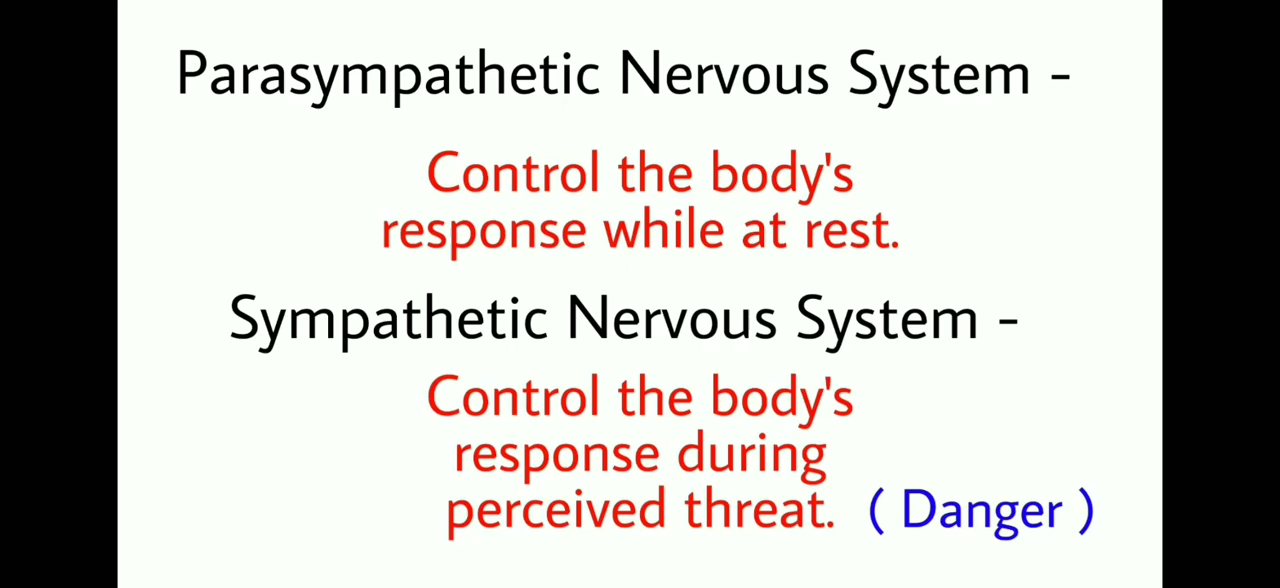 Parasympathetic Nervous System -
Control the body's
response while at rest.
Sympathetic Nervous System -
Control the body's
response during
perceived threat. ( Danger )